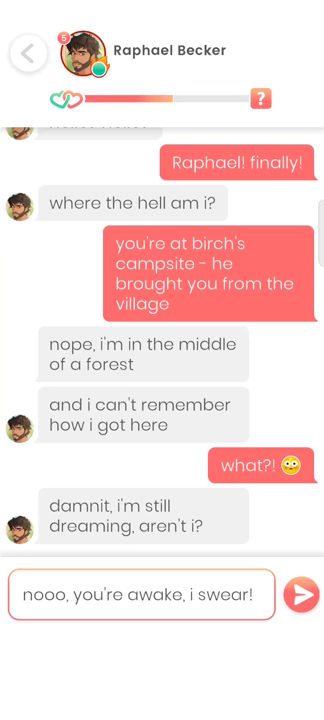 5
Raphael Becker
?
Raphael! finally!
where the hell am i?
you're at birch's
campsite - he
brought you from the
village
nope, i'm in the middle
of a forest
and i can't remember
how i got here
what?!
damnit, i'm still
dreaming, aren't i?
nooo, you're awake, i swear!